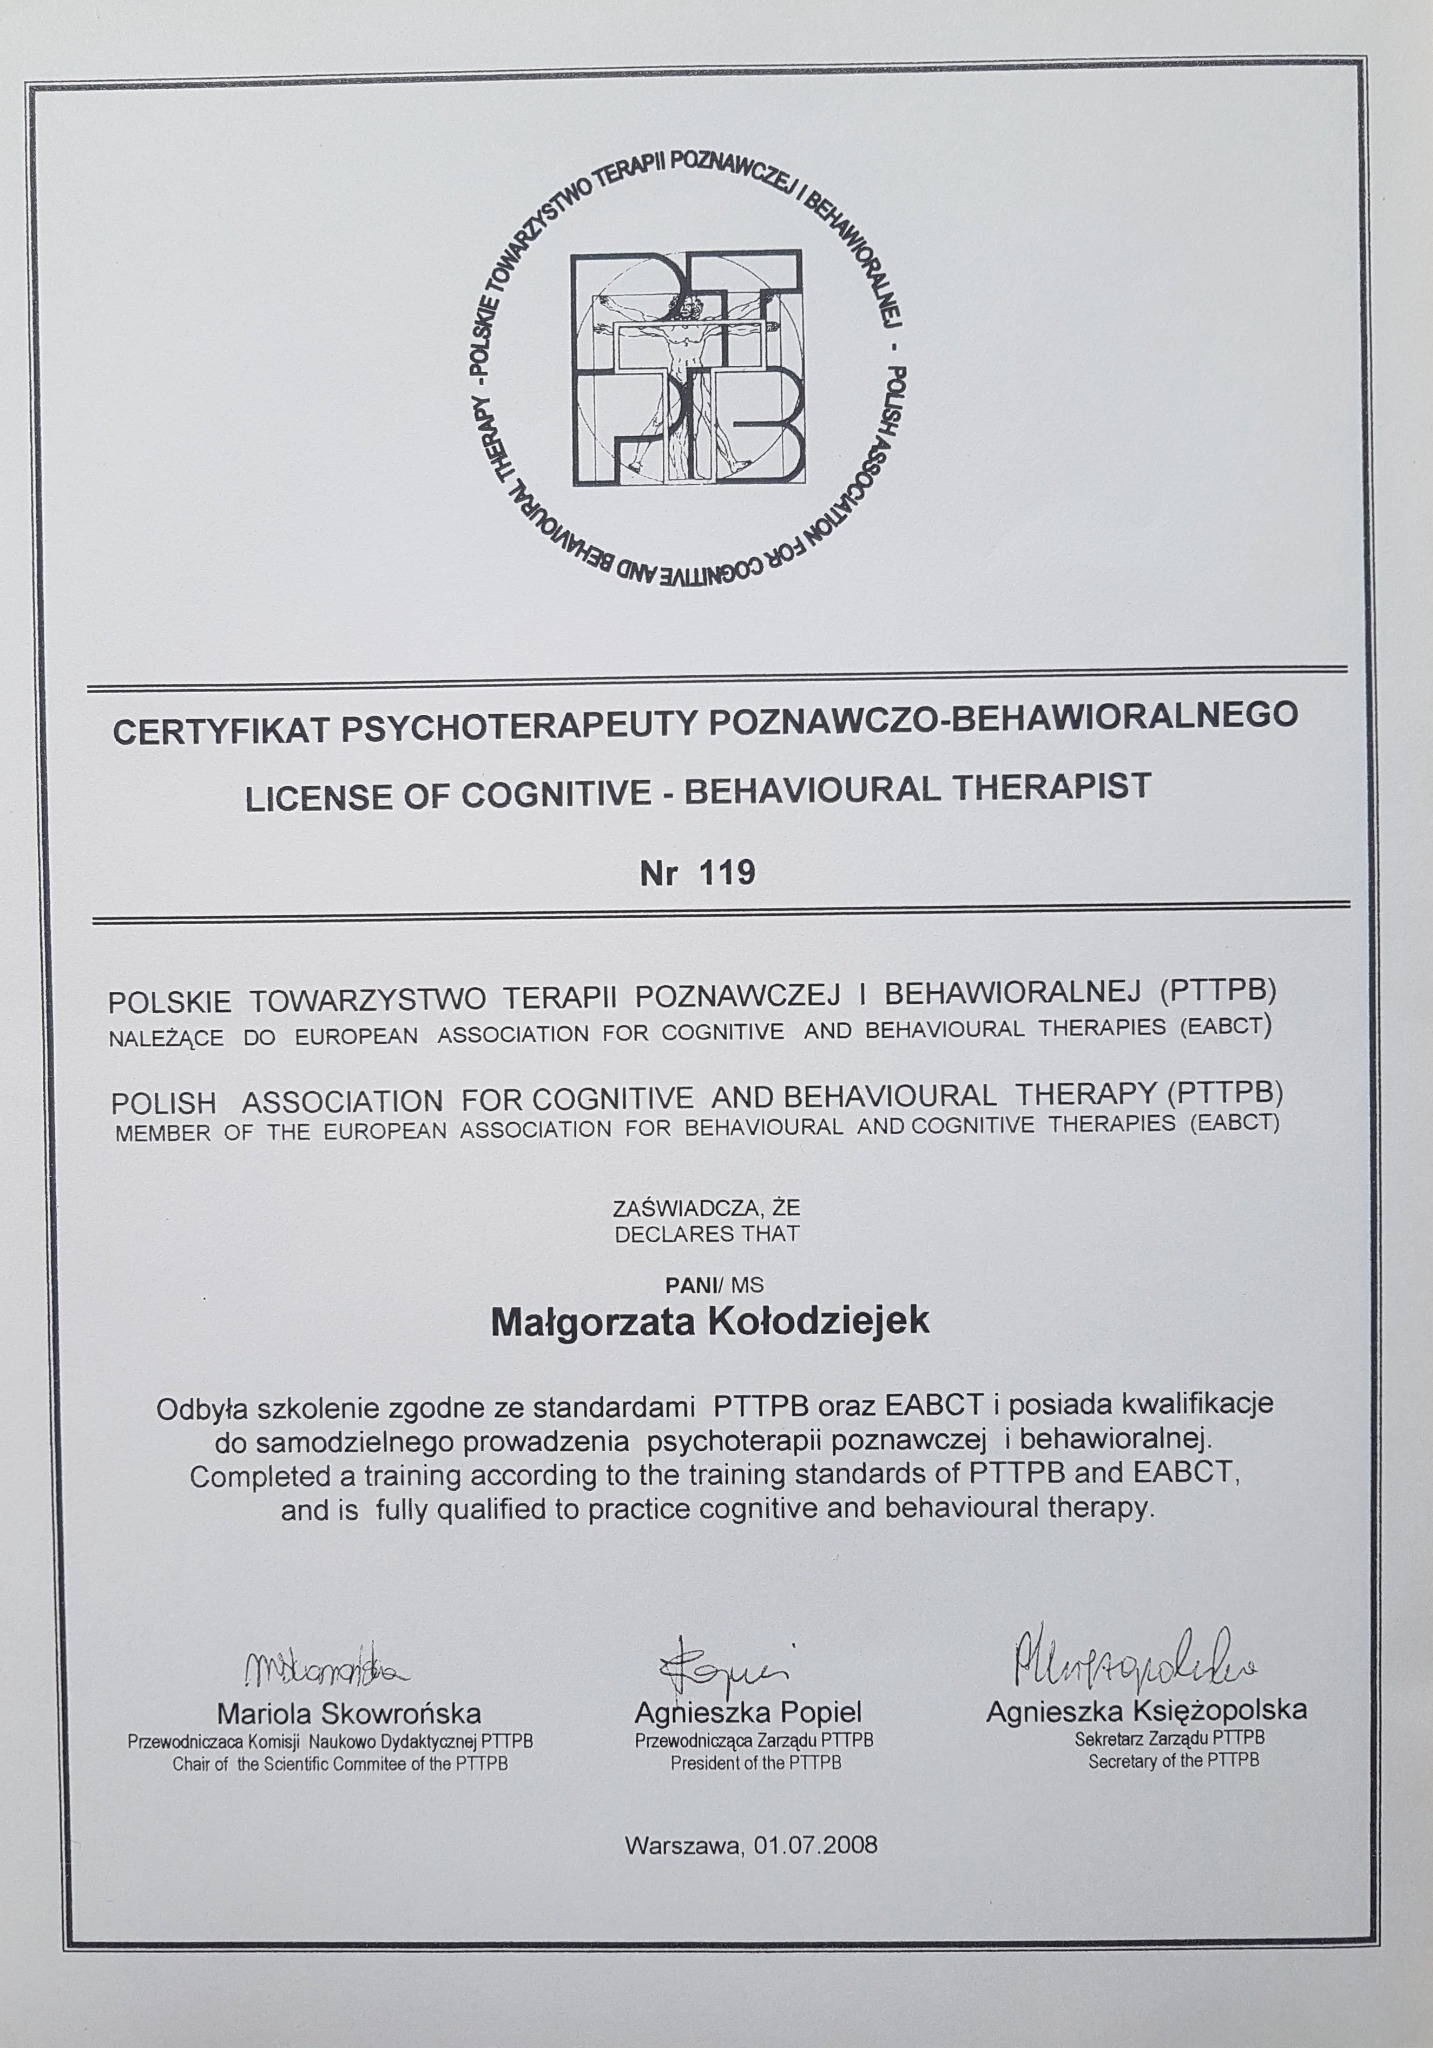 POLSKIE TOWARZYSTWO TERAPII POZNAWCZEJ I BEHAWIORALNEJ - POLISH ASSOCIATION FOR COGNITIVE AND BEHAVIOURAL THERAPY -
PT
PB
CERTYFIKAT PSYCHOTERAPEUTY POZNAWCZO-BEHAWIORALNEGO
LICENSE OF COGNITIVE - BEHAVIOURAL THERAPIST
Nr 119
POLSKIE TOWARZYSTWO TERAPII POZNAWCZEJ I BEHAWIORALNEJ (PTTPB)
NALEŻĄCE DO EUROPEAN ASSOCIATION FOR COGNITIVE AND BEHAVIOURAL THERAPIES (EABCT)
POLISH ASSOCIATION FOR COGNITIVE AND BEHAVIOURAL THERAPY (PTTPB)
MEMBER OF THE EUROPEAN ASSOCIATION FOR BEHAVIOURAL AND COGNITIVE THERAPIES (EABCT)
ZAŚWIADCZA, ŻE
DECLARES THAT
PANI/ MS
Małgorzata Kołodziejek
Odbyła szkolenie zgodne ze standardami PTTPB oraz EABCT i posiada kwalifikacje
do samodzielnego prowadzenia psychoterapii poznawczej i behawioralnej.
Completed a training according to the training standards of PTTPB and EABCT,
and is fully qualified to practice cognitive and behavioural therapy.
Mariola Skowrońska
Przewodniczaca Komisji Naukowo Dydaktycznej PTTPB
Chair of the Scientific Commitee of the PTTPB
Agnieszka Popiel
Przewodnicząca Zarządu PTTPB
President of the PTTPB
Agnieszka Księżopolska
Sekretarz Zarządu PTTPB
Secretary of the PTTPB
Warszawa, 01.07.2008